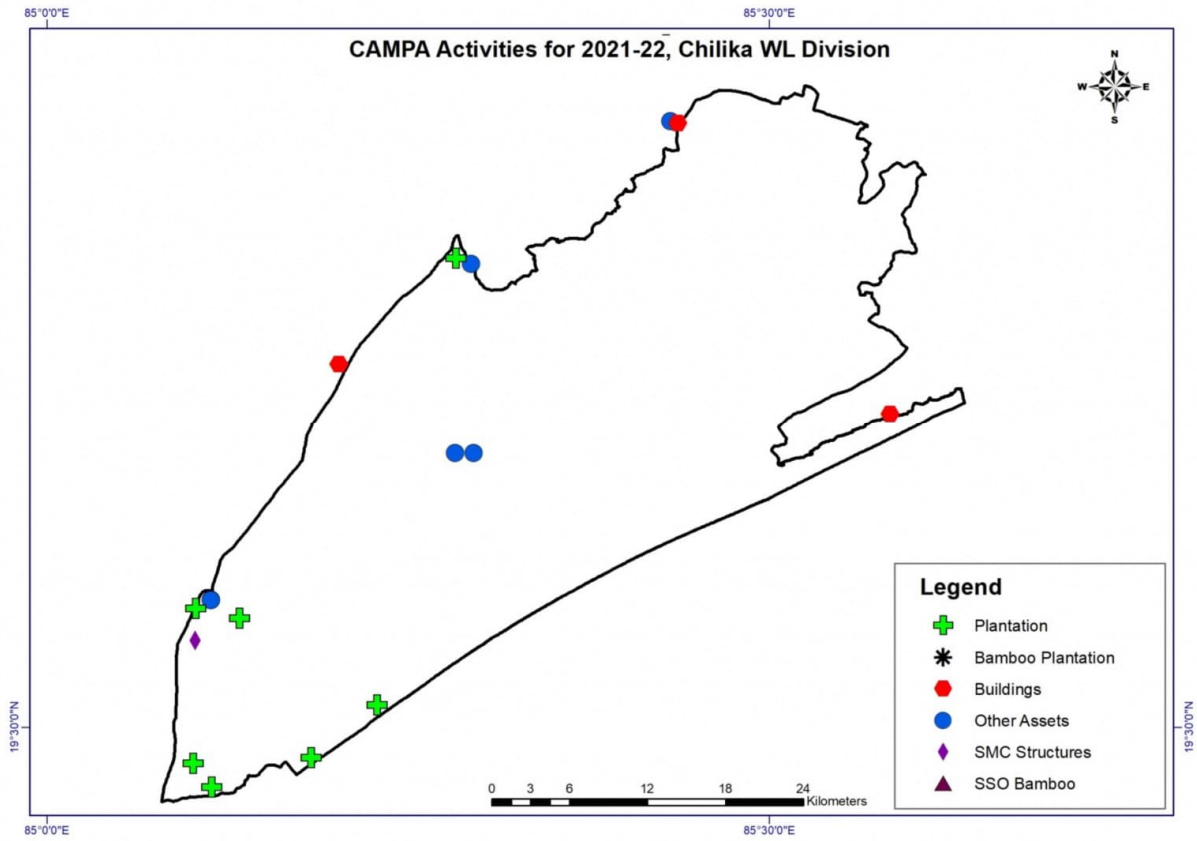 85°0'0"E 85°30'0"E
CAMPA Activities for 2021-22, Chilika WL Division
N
W E
S
Legend
Plantation
Bamboo Plantation
Buildings
Other Assets
SMC Structures
SSO Bamboo
19°30'0"N 19°30'0"N
0 3 6 12 18 24
Kilometers
85°0'0"E 85°30'0"E